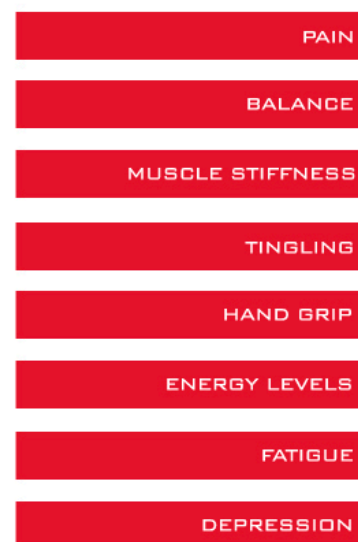 PAIN
BALANCE
MUSCLE STIFFNESS
TINGLING
HAND GRIP
ENERGY LEVELS
FATIGUE
DEPRESSION